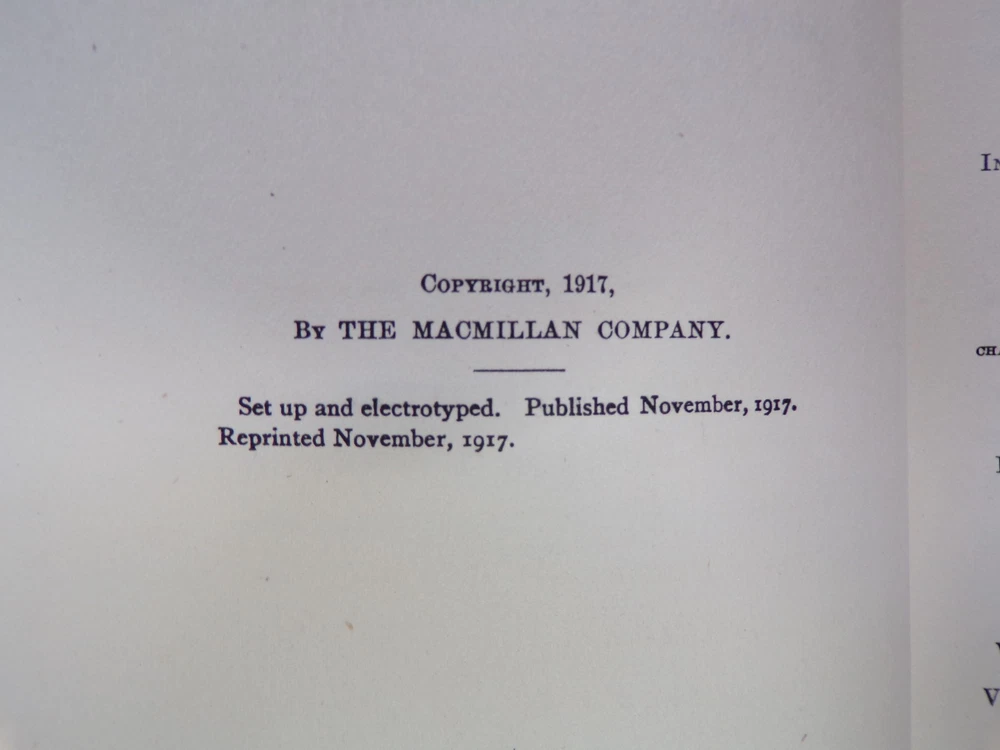 COPYRIGHT, 1917,
BY THE MACMILLAN COMPANY.
Set up and electrotyped. Published November, 1917.
Reprinted November, 1917.